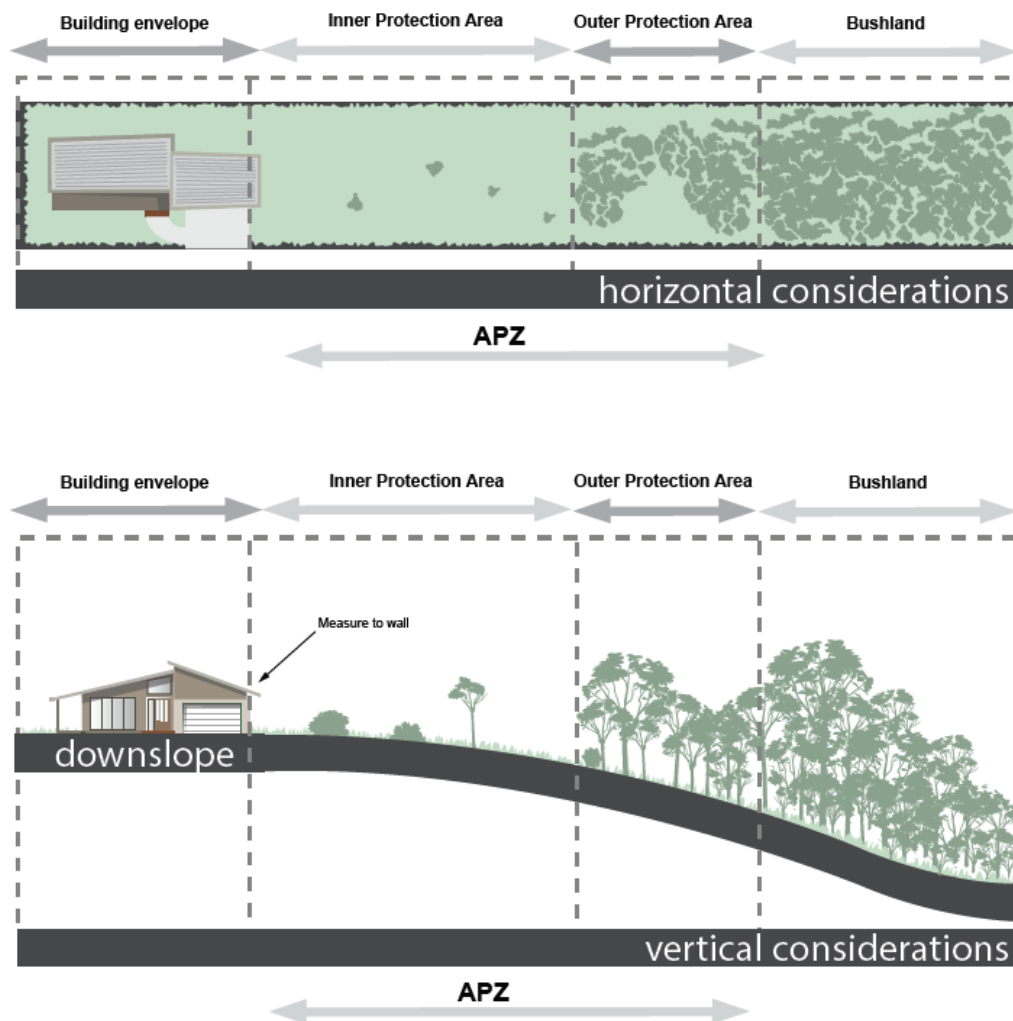 Building envelope
Inner Protection Area
Outer Protection Area
Bushland
horizontal considerations
APZ
Building envelope
Inner Protection Area
Outer Protection Area
Bushland
Measure to wall
downslope
vertical considerations
APZ